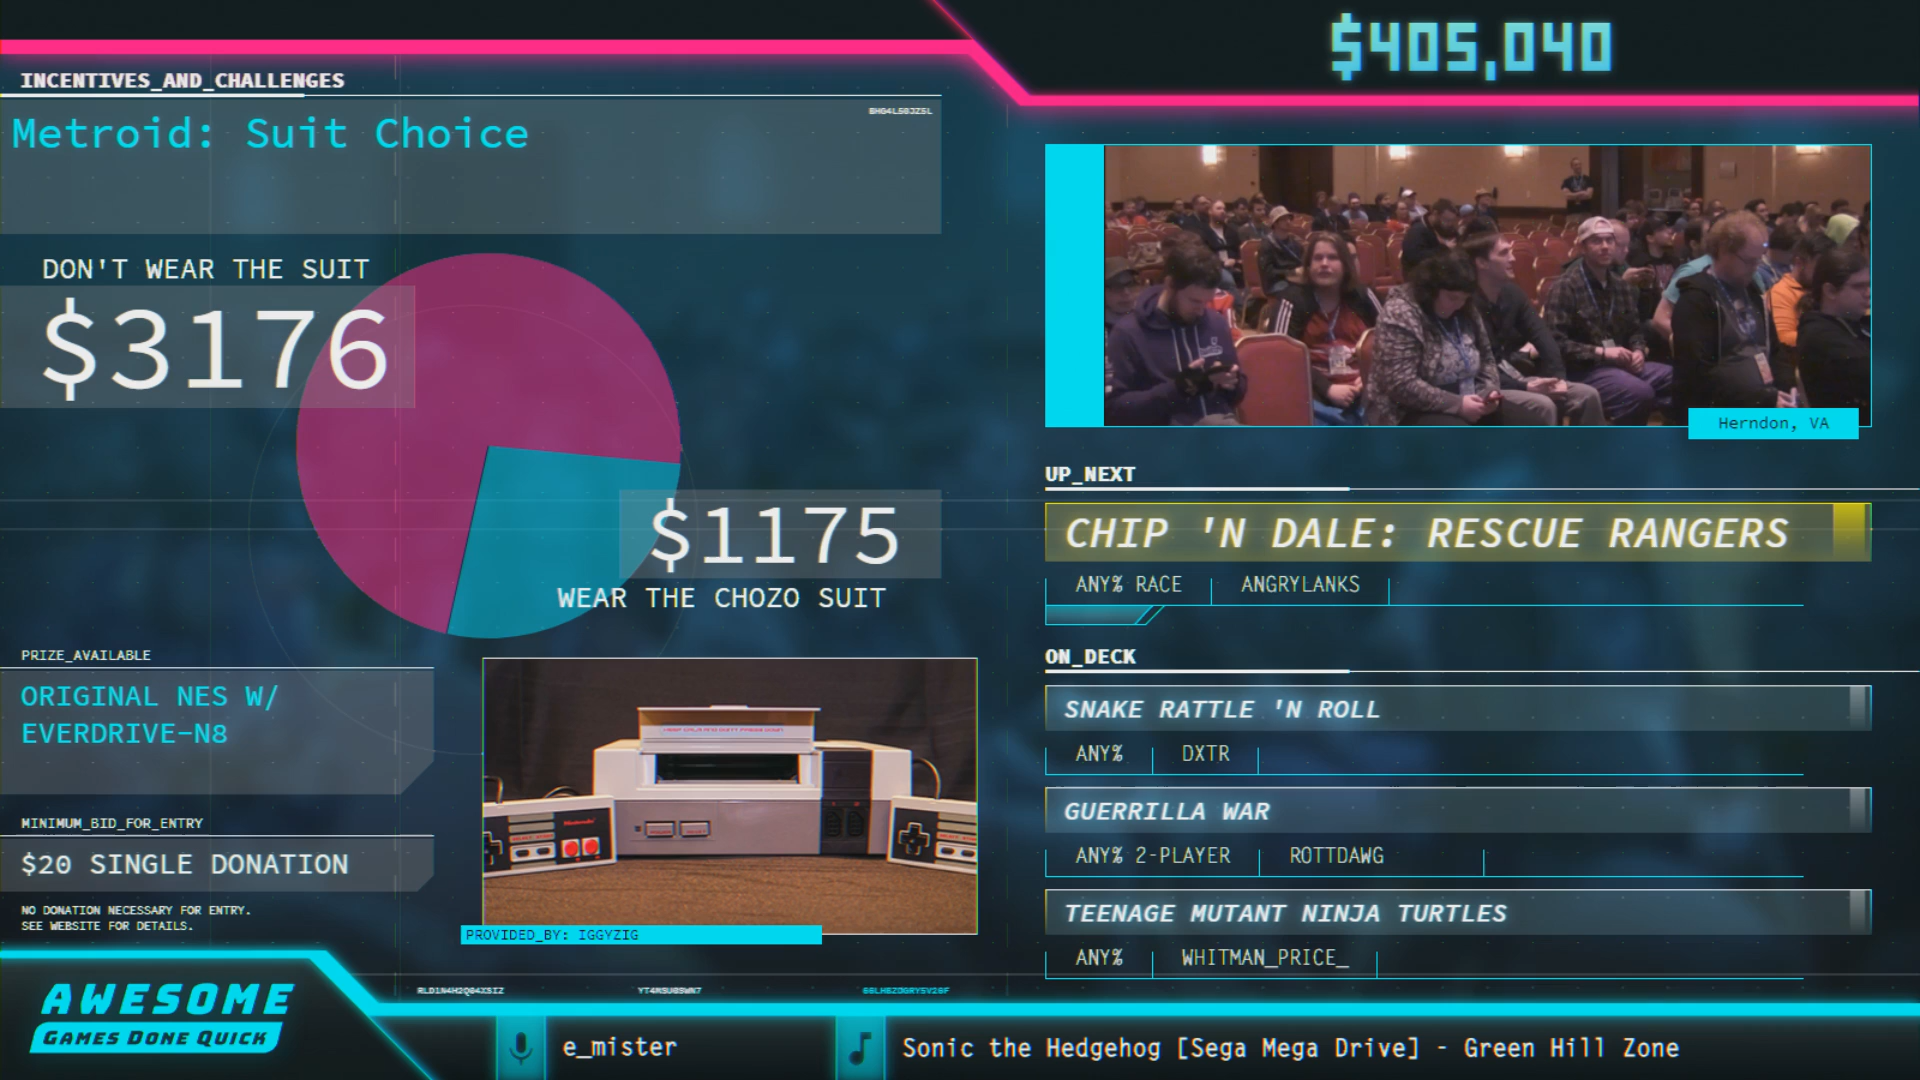 $405,040
INCENTIVES_AND_CHALLENGES
Metroid: Suit Choice
DON'T WEAR THE SUIT
$3176
$1175
WEAR THE CHOZO SUIT
PRIZE_AVAILABLE
ORIGINAL NES W/
EVERDRIVE-N8
MINIMUM_BID_FOR_ENTRY
$20 SINGLE DONATION
NO DONATION NECESSARY FOR ENTRY.
SEE WEBSITE FOR DETAILS.
Nintendo
PROVIDED_BY: IGGYZIG
Herndon, VA
UP_NEXT
CHIP 'N DALE: RESCUE RANGERS
ANY% RACE ANGRYLANKS
ON_DECK
SNAKE RATTLE 'N ROLL
ANY% DXTR
GUERRILLA WAR
ANY% 2-PLAYER ROTTDAWG
TEENAGE MUTANT NINJA TURTLES
ANY% WHITMAN_PRICE_
AWESOME
GAMES DONE QUICK
e_mister
Sonic the Hedgehog [Sega Mega Drive] - Green Hill Zone